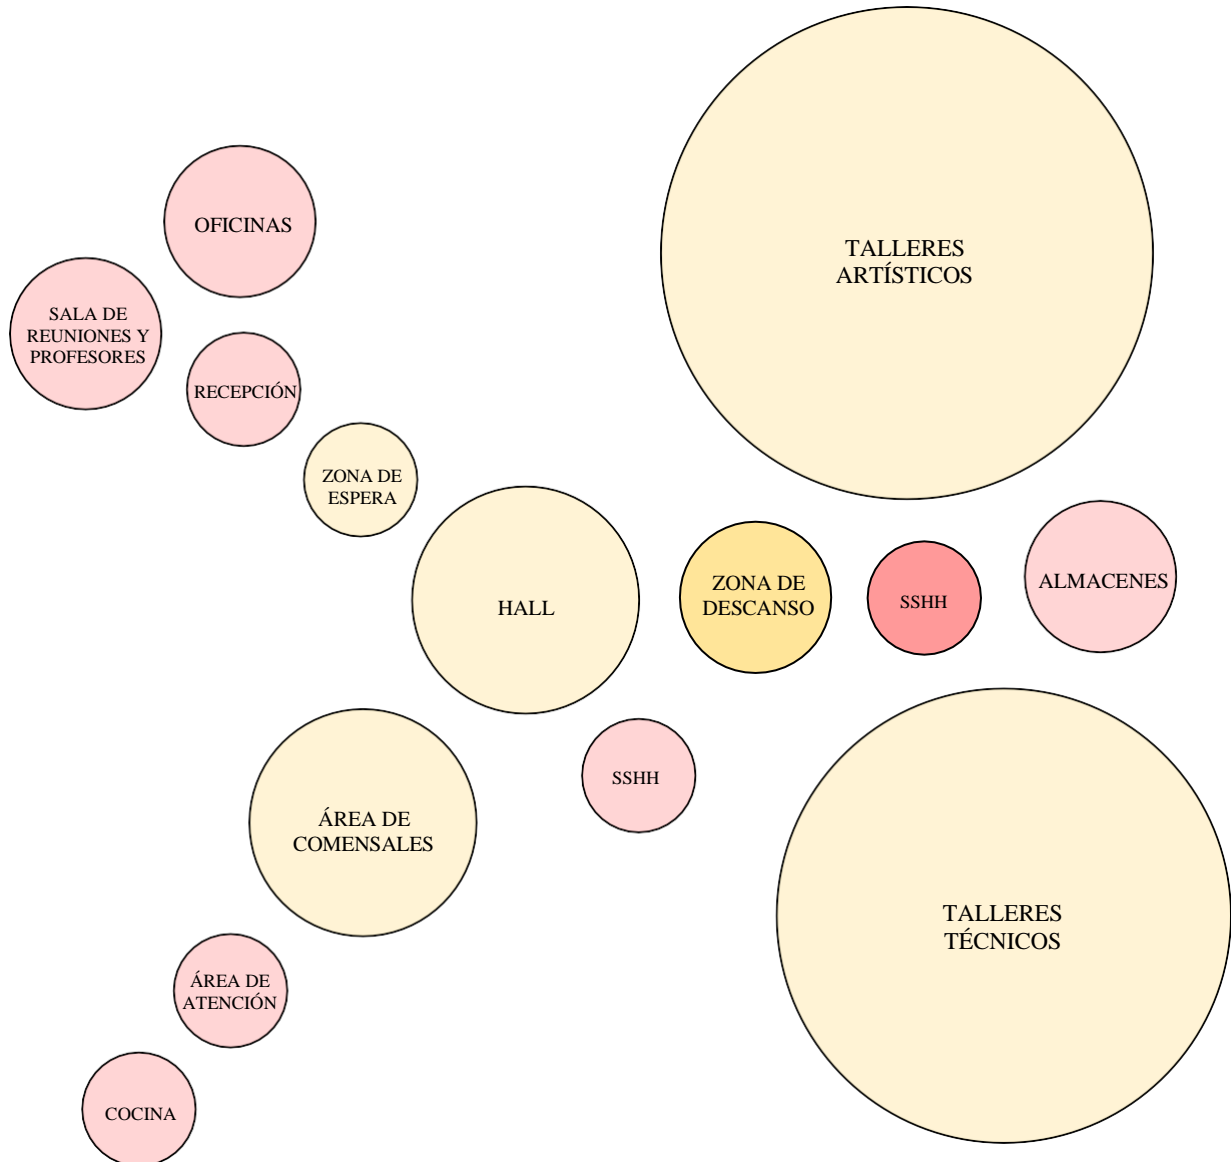 TALLERES
ARTÍSTICOS
OFICINAS
SALA DE
REUNIONES Y
PROFESORES
RECEPCIÓN
ZONA DE
ESPERA
HALL
ZONA DE
DESCANSO
SSHH
ALMACENES
SSHH
ÁREA DE
COMENSALES
TALLERES
TÉCNICOS
ÁREA DE
ATENCIÓN
COCINA